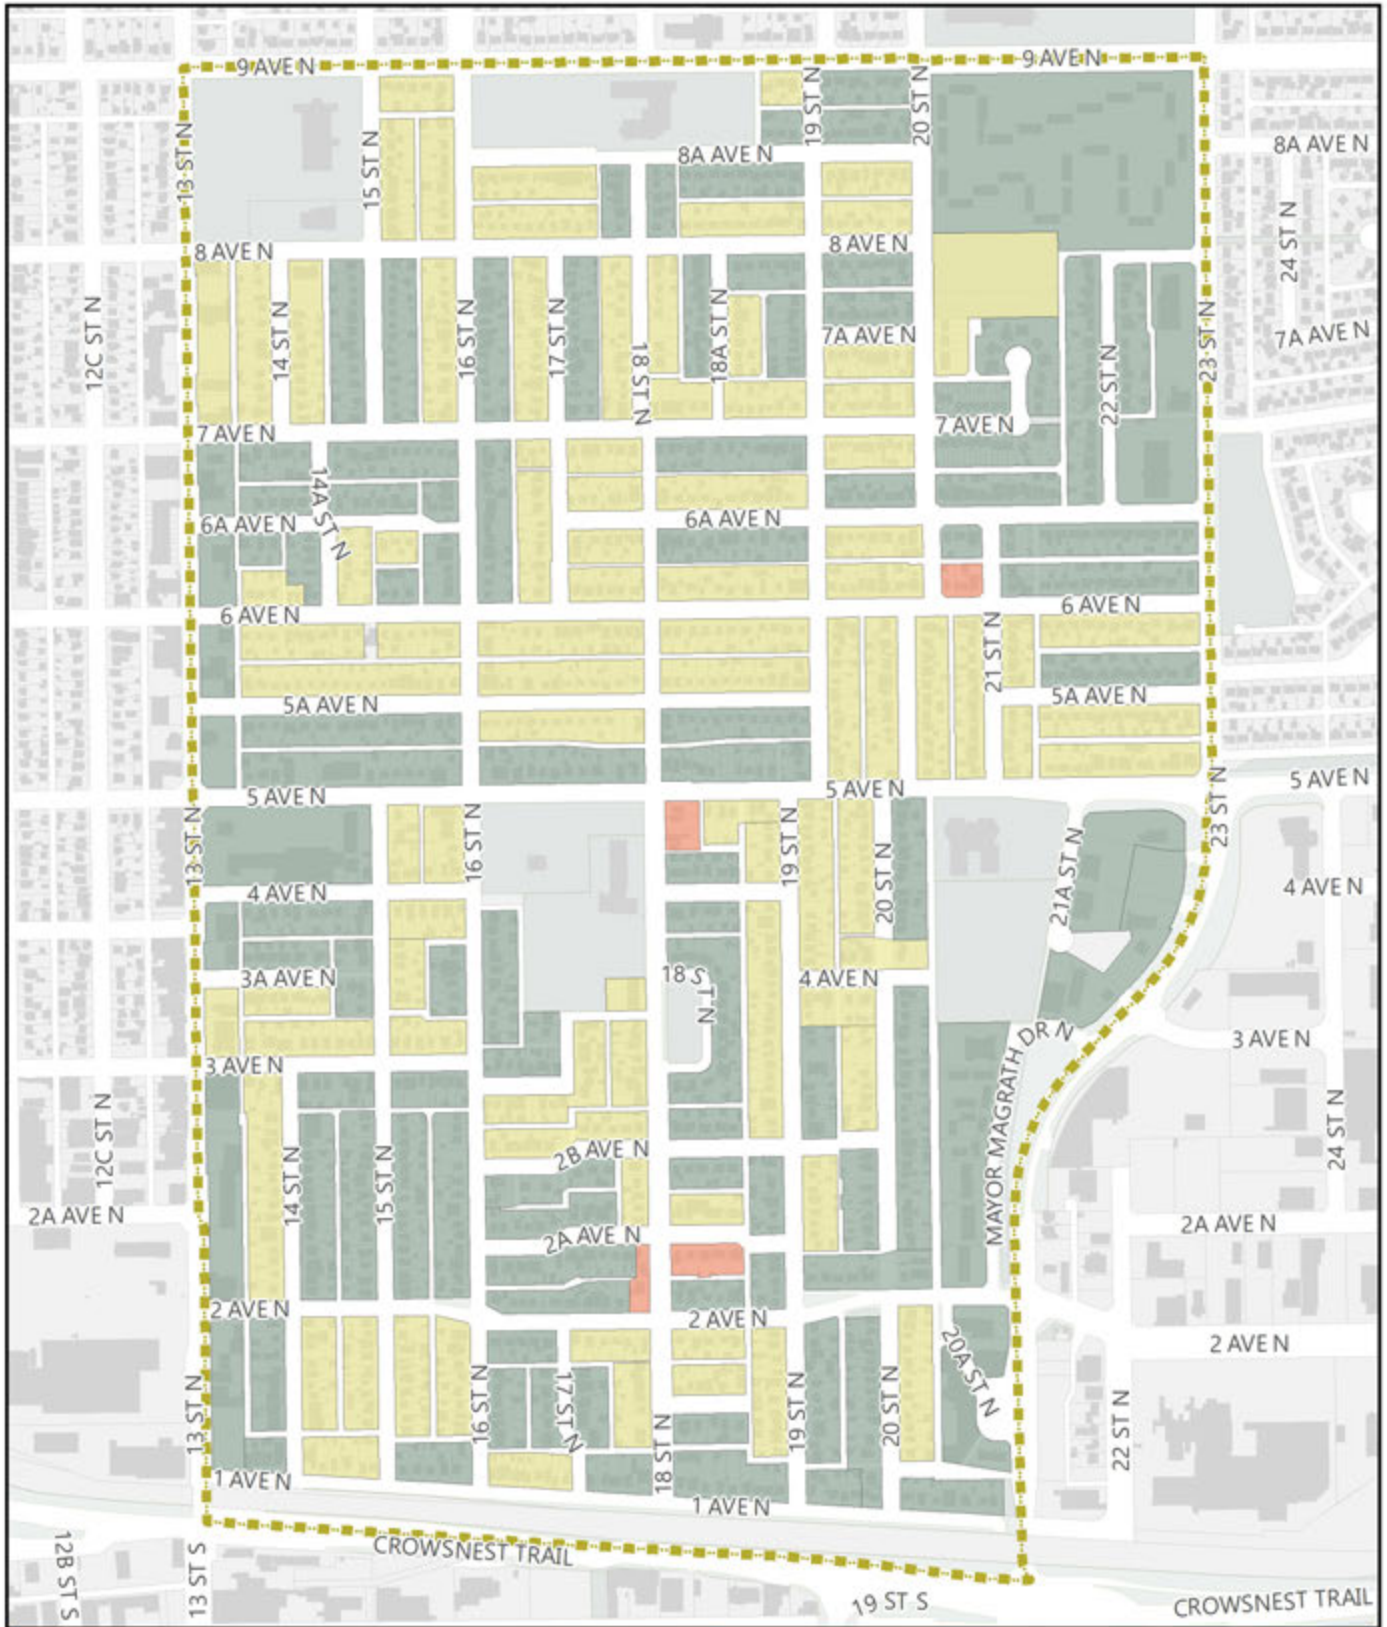 9 AVE N
9 AVE N
13 ST N
15 ST N
19 ST N
20 ST N
8A AVE N
8A AVE N
24 ST N
8 AVE N
8 AVE N
12C ST N
14 ST N
16 ST N
17 ST N
18 ST N
18A ST N
7A AVE N
22 ST N
23 ST N
7A AVE N
7 AVE N
7 AVE N
14A ST N
6A AVE N
6A AVE N
6 AVE N
6 AVE N
21 ST N
5A AVE N
5A AVE N
5 AVE N
5 AVE N
5 AVE N
13 ST N
16 ST N
19 ST N
20 ST N
21A ST N
23 ST N
4 AVE N
4 AVE N
3A AVE N
18 ST N
4 AVE N
MAYOR MAGRATH DR N
3 AVE N
3 AVE N
12C ST N
14 ST N
15 ST N
2B AVE N
24 ST N
2A AVE N
2A AVE N
2A AVE N
2 AVE N
2 AVE N
2 AVE N
13 ST N
16 ST N
17 ST N
18 ST N
19 ST N
20 ST N
20A ST N
22 ST N
1 AVE N
1 AVE N
12B ST S
13 ST S
CROWSNEST TRAIL
19 ST S
CROWSNEST TRAIL